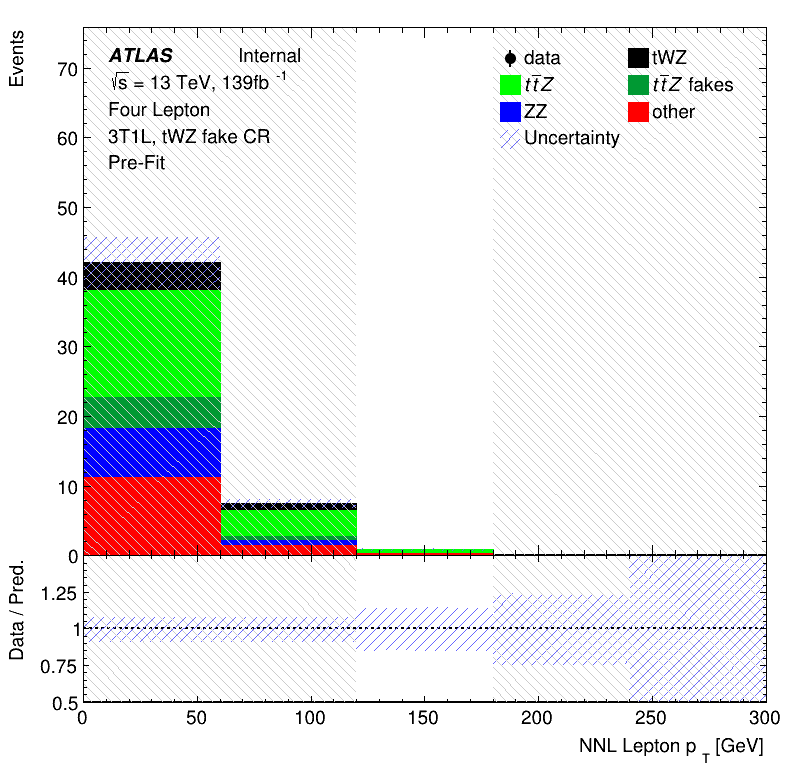 Events
ATLAS Internal
√s = 13 TeV, 139fb⁻¹
Four Lepton
3T1L, tWZ fake CR
Pre-Fit
data
tWZ
tt̄Z
tt̄Z fakes
ZZ
other
Uncertainty
70
60
50
40
30
20
10
0
Data / Pred.
1.25
1
0.75
0.5
0 50 100 150 200 250 300
NNL Lepton p_T [GeV]